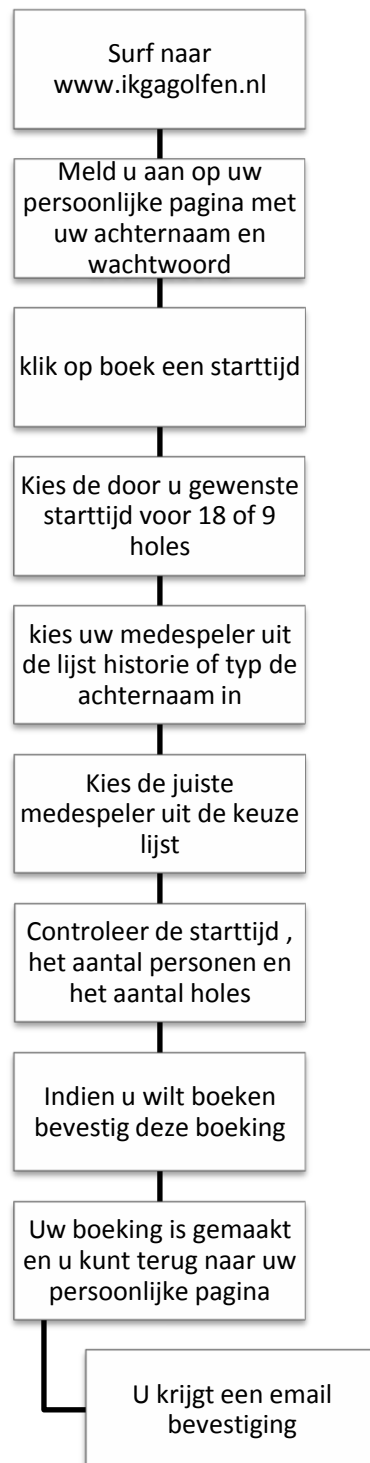 Surf naar
www.ikgagolfen.nl
Meld u aan op uw
persoonlijke pagina met
uw achternaam en
wachtwoord
klik op boek een starttijd
Kies de door u gewenste
starttijd voor 18 of 9
holes
kies uw medespeler uit
de lijst historie of typ de
achternaam in
Kies de juiste
medespeler uit de keuze
lijst
Controleer de starttijd ,
het aantal personen en
het aantal holes
Indien u wilt boeken
bevestig deze boeking
Uw boeking is gemaakt
en u kunt terug naar uw
persoonlijke pagina
U krijgt een email
bevestiging